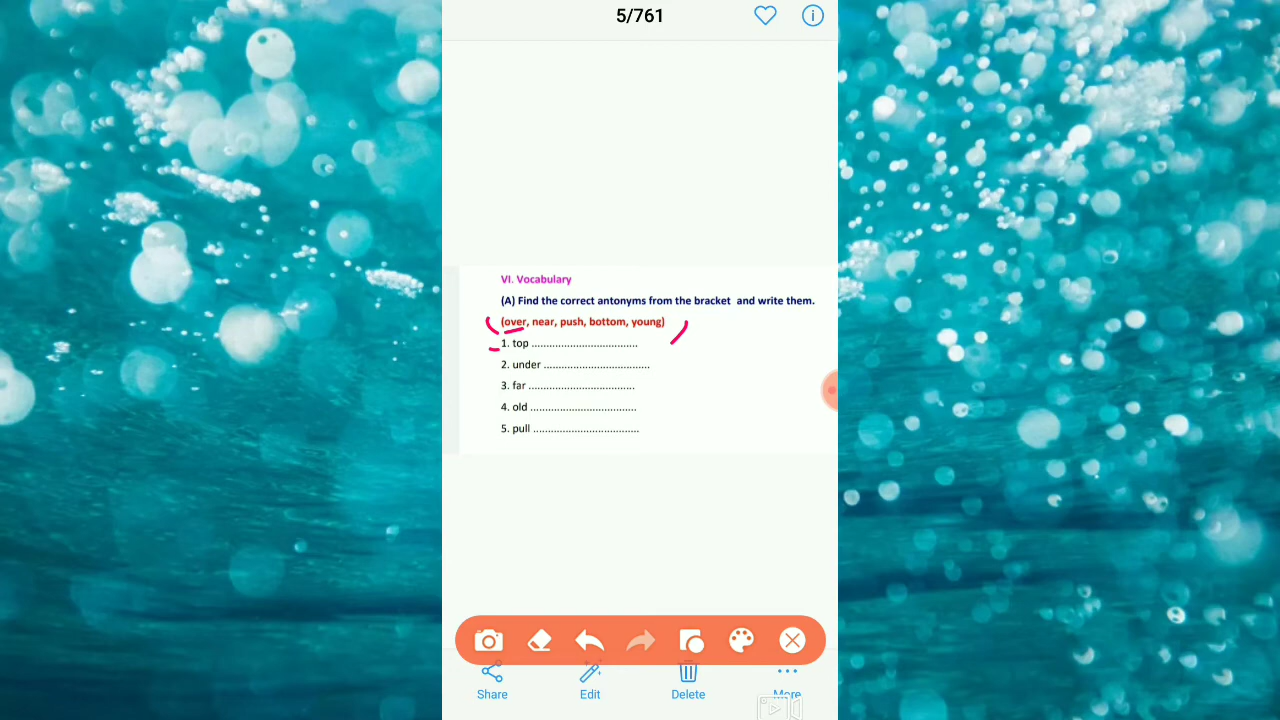 5/761
VI. Vocabulary
(A) Find the correct antonyms from the bracket and write them.
(over, near, push, bottom, young)
1. top ....................................
2. under ....................................
3. far ....................................
4. old ....................................
5. pull ....................................
Share Edit Delete More